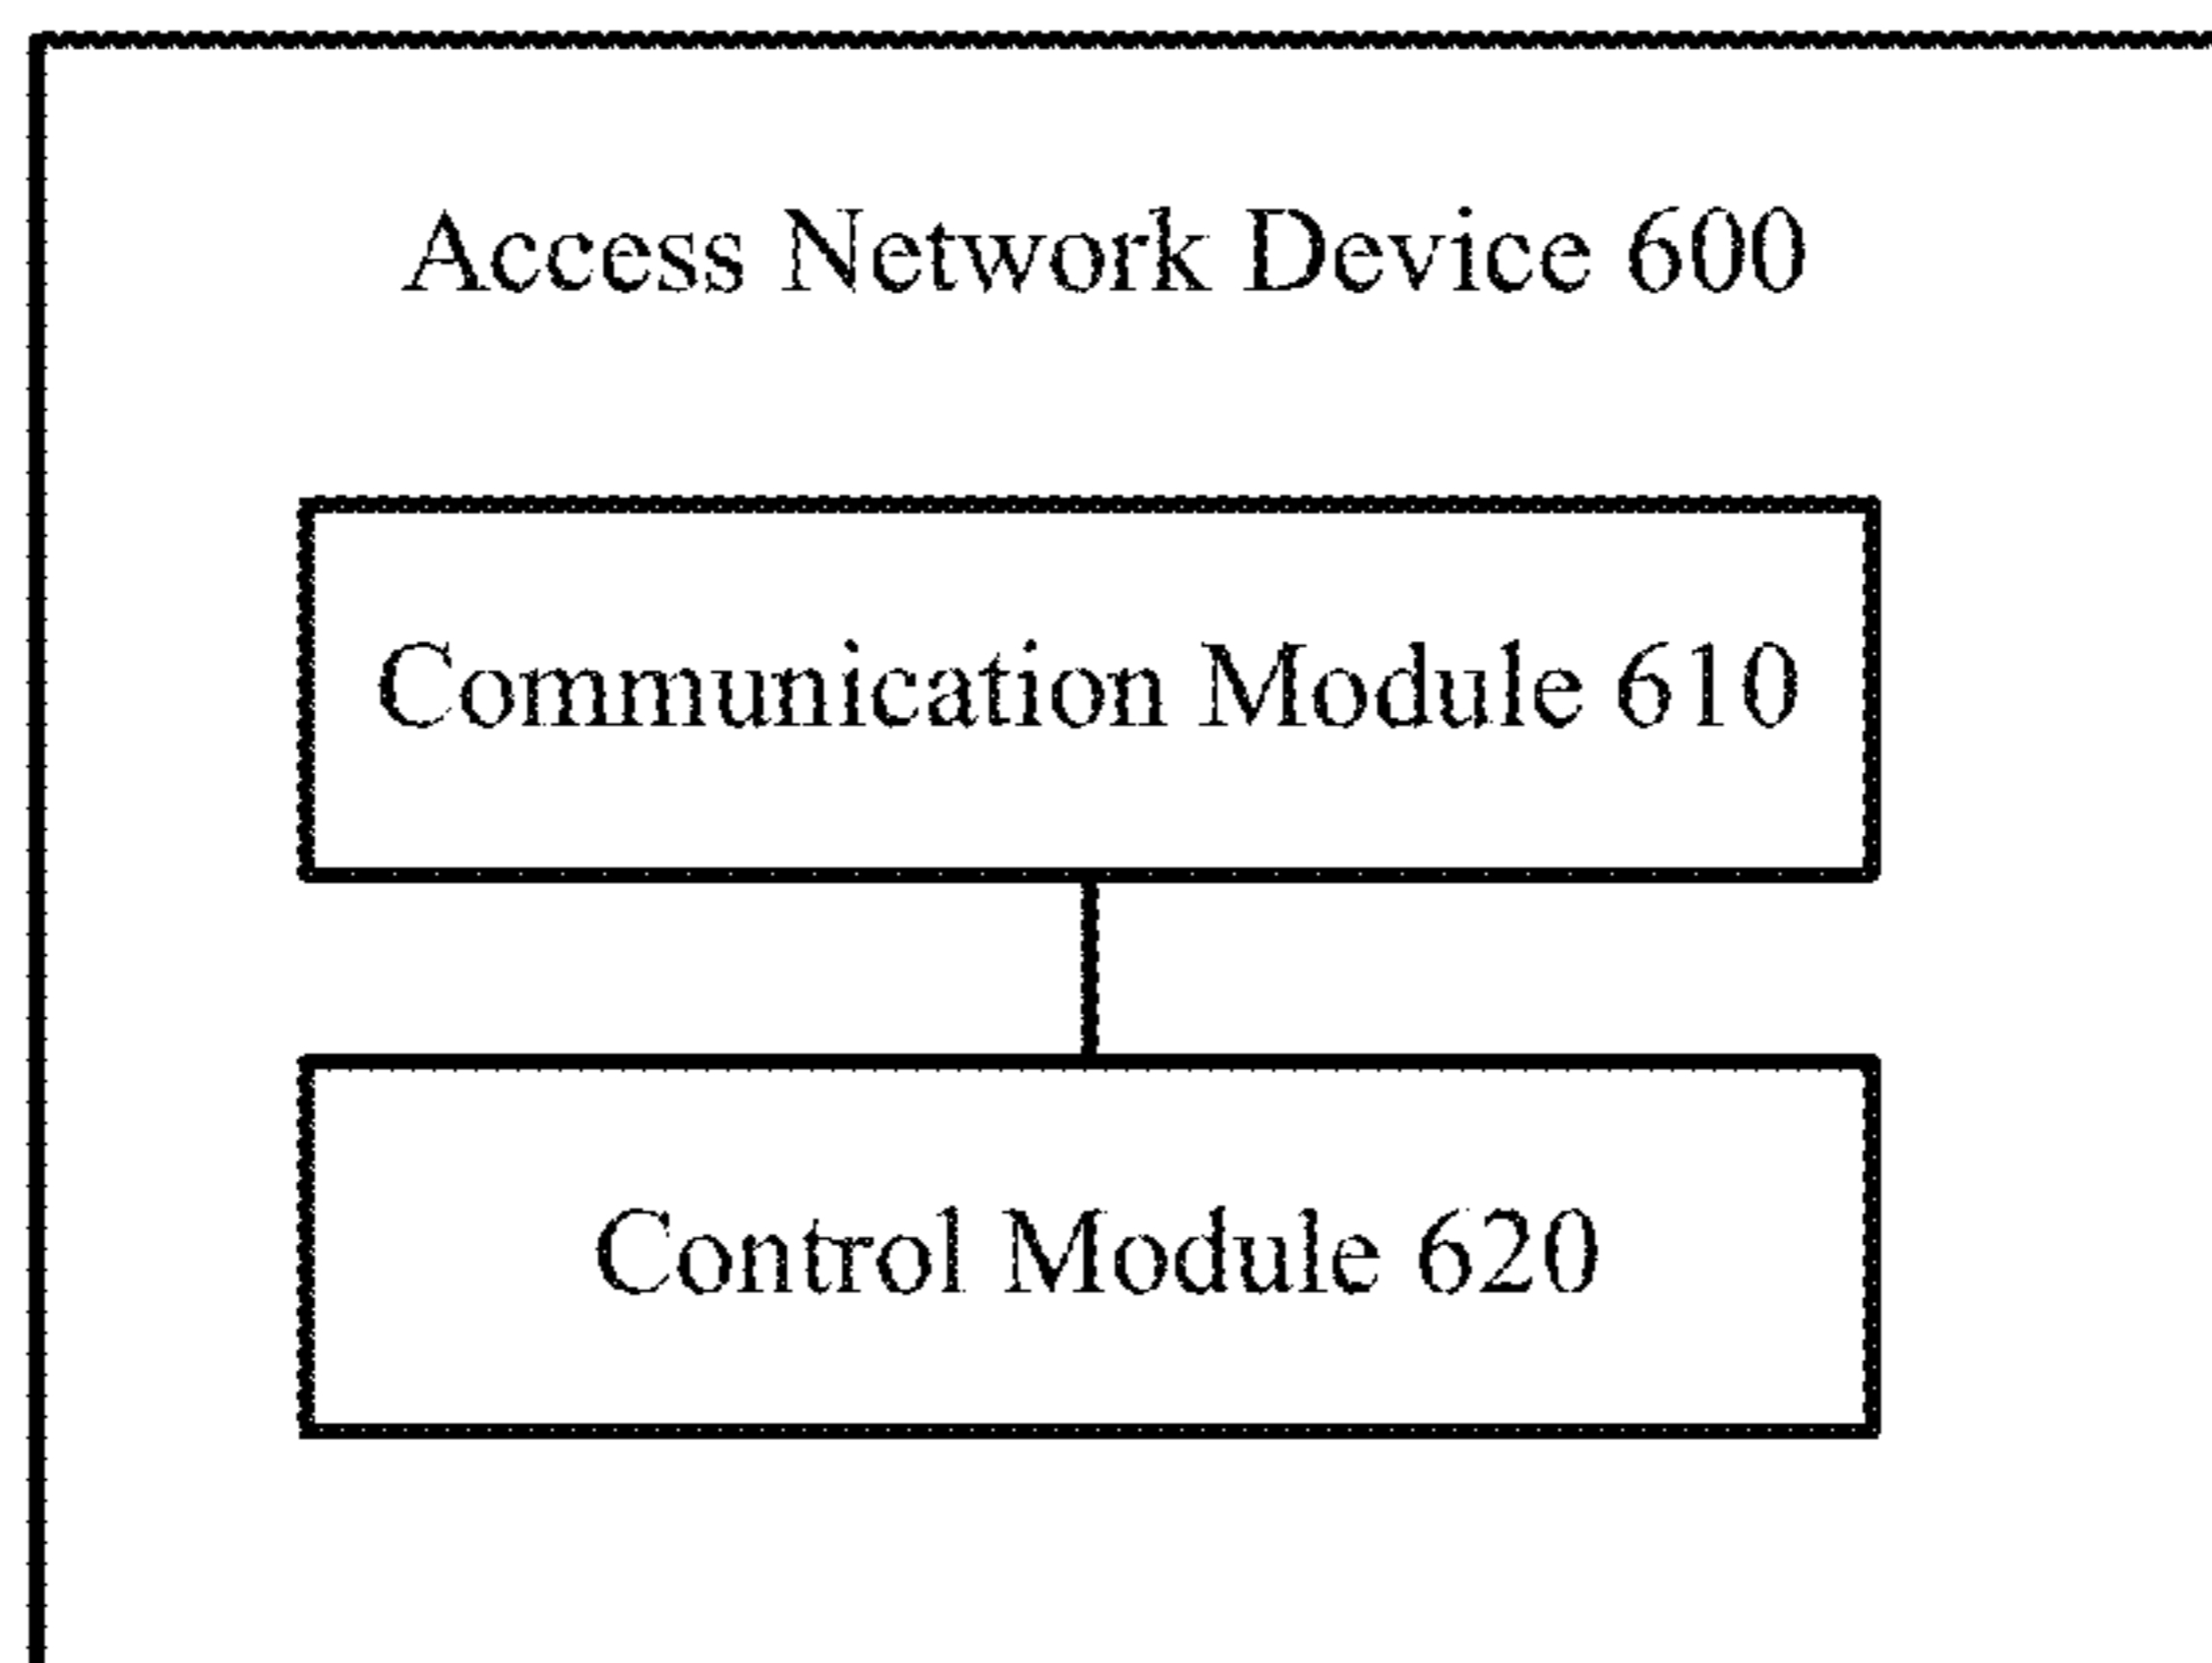 Access Network Device 600
Communication Module 610
Control Module 620